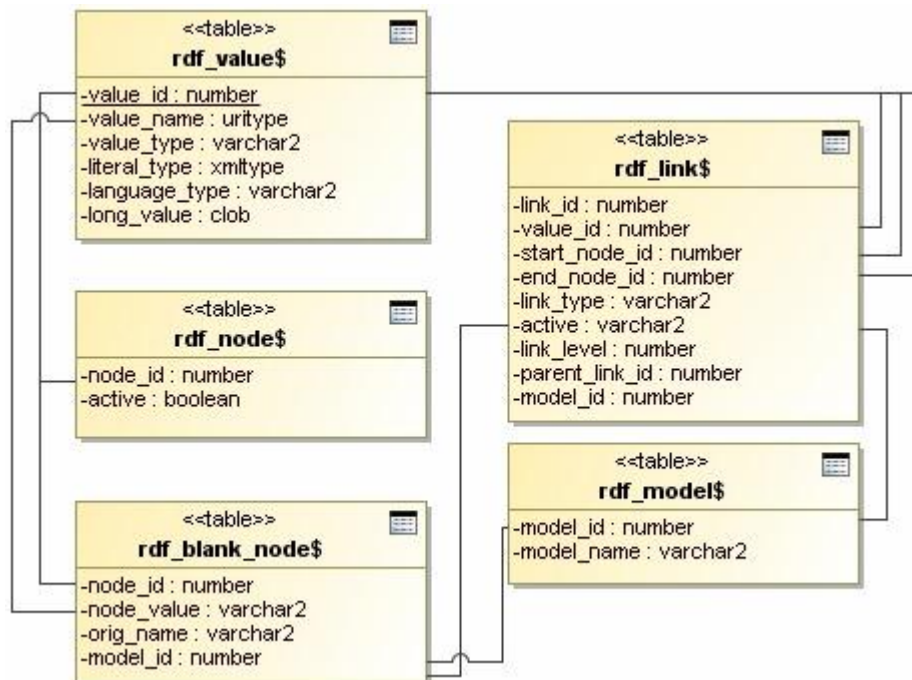 <<table>>
rdf_value$
-value_id : number
-value_name : uritype
-value_type : varchar2
-literal_type : xmltype
-language_type : varchar2
-long_value : clob
<<table>>
rdf_node$
-node_id : number
-active : boolean
<<table>>
rdf_blank_node$
-node_id : number
-node_value : varchar2
-orig_name : varchar2
-model_id : number
<<table>>
rdf_link$
-link_id : number
-value_id : number
-start_node_id : number
-end_node_id : number
-link_type : varchar2
-active : varchar2
-link_level : number
-parent_link_id : number
-model_id : number
<<table>>
rdf_model$
-model_id : number
-model_name : varchar2